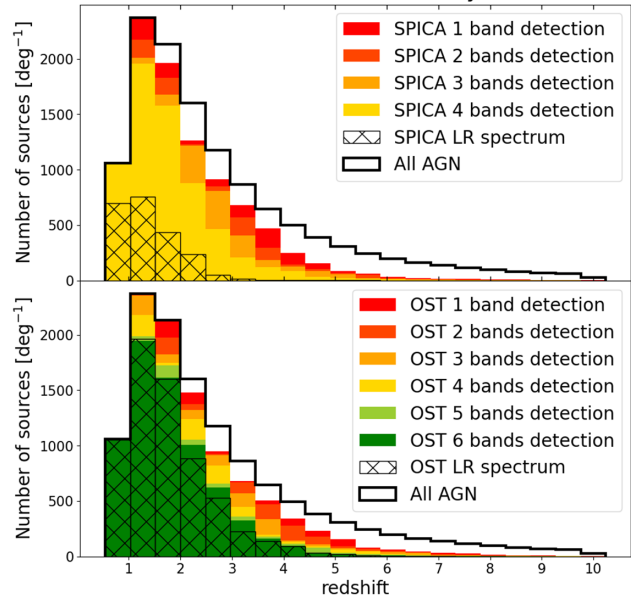 2000
1500
1000
500
0
Number of sources [deg⁻¹]
SPICA 1 band detection
SPICA 2 bands detection
SPICA 3 bands detection
SPICA 4 bands detection
SPICA LR spectrum
All AGN
2000
1500
1000
500
0
Number of sources [deg⁻¹]
OST 1 band detection
OST 2 bands detection
OST 3 bands detection
OST 4 bands detection
OST 5 bands detection
OST 6 bands detection
OST LR spectrum
All AGN
1 2 3 4 5 6 7 8 9 10
redshift